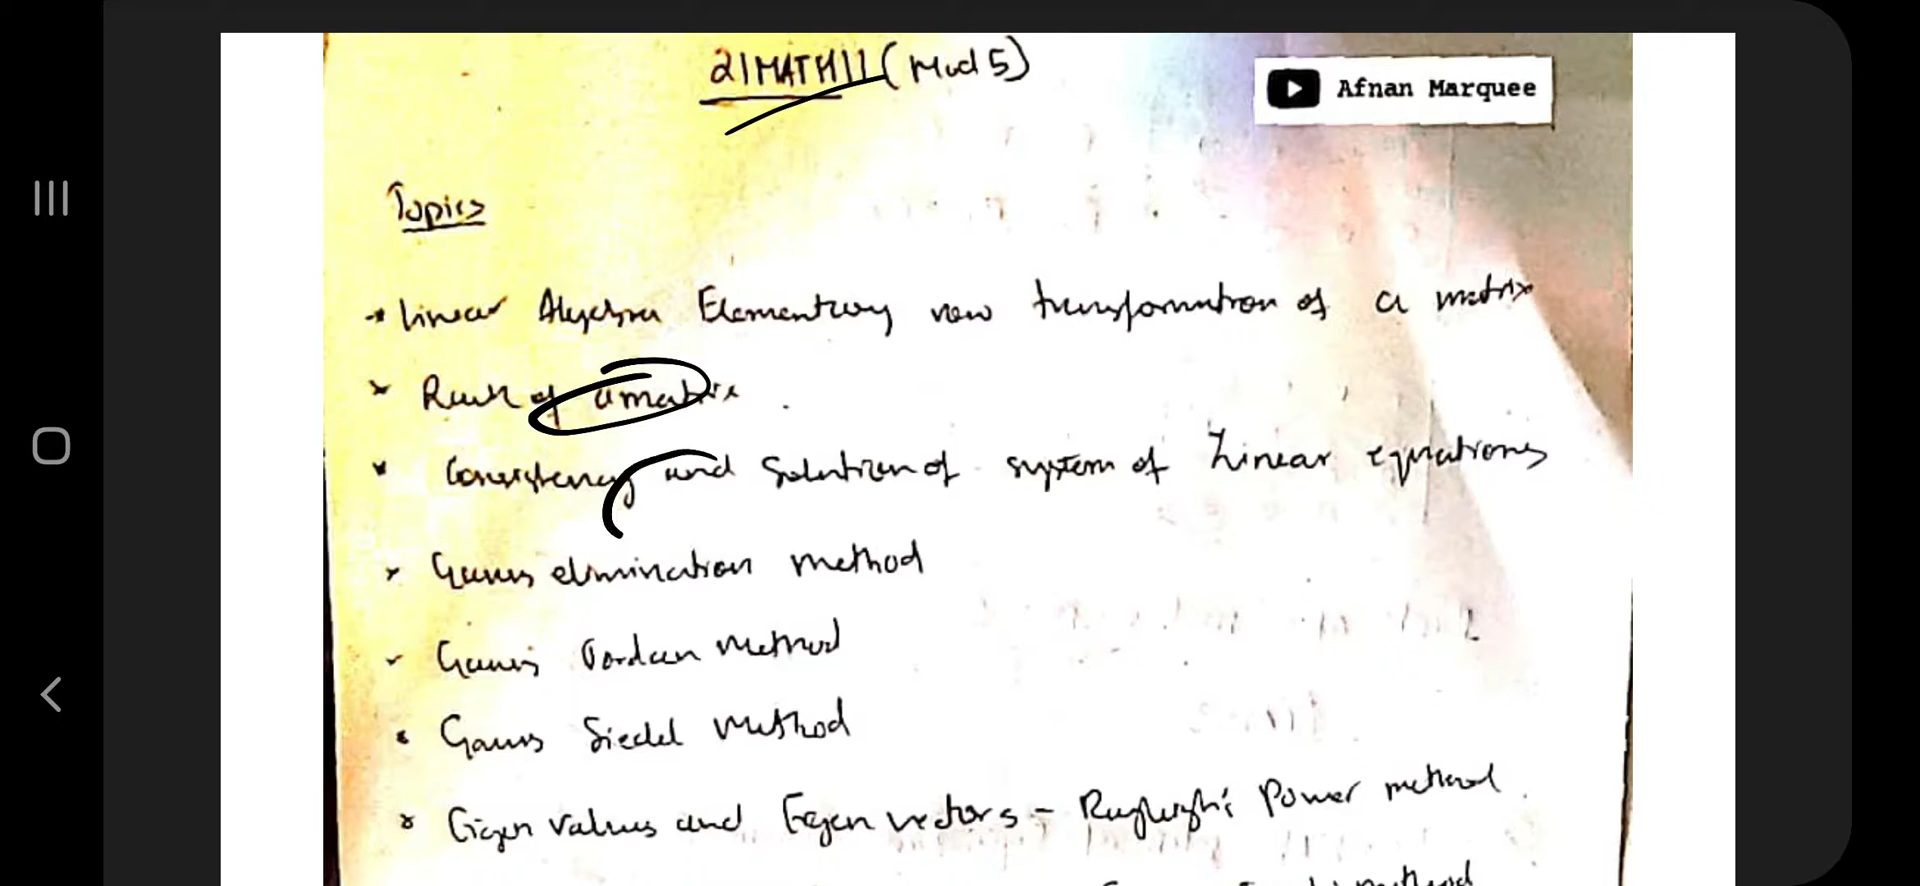 21MATH11 (Mod 5)
Afnan Marquee
Topics
Linear Algebra Elementary row transformation of a matrix
Rank of a matrix
Consistency and Solution of system of Linear equations
Gauss elimination method
Gauss Jordan Method
Gauss Siedel Method
Eigen values and Eigen vectors - Rayleigh's Power method
method